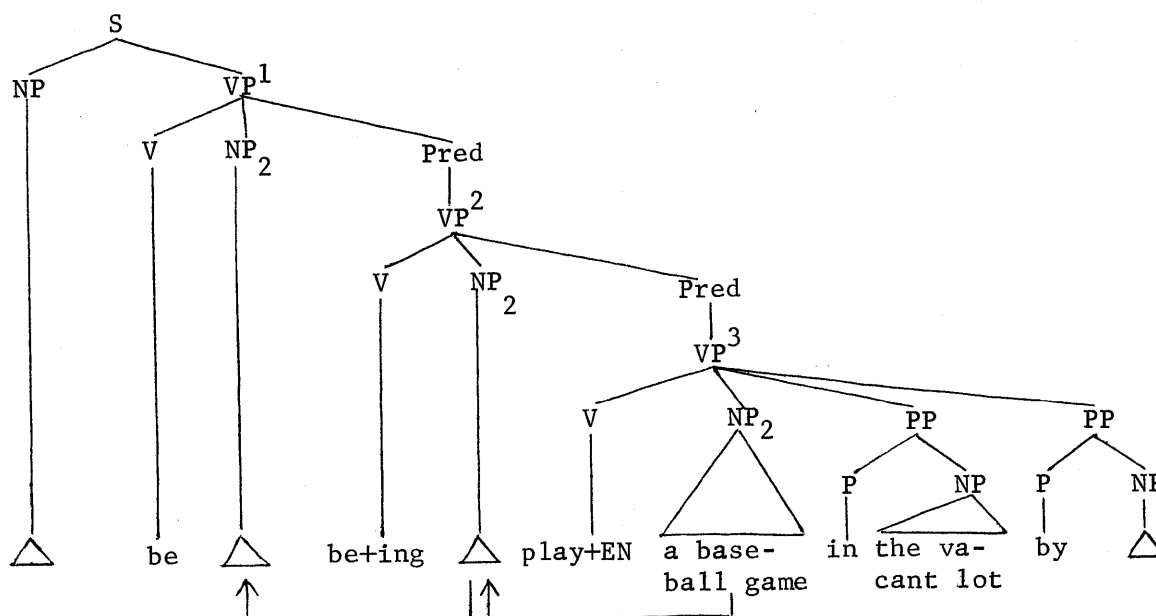 S
NP VP1
V NP2 Pred
VP2
V NP2 Pred
VP3
V NP2 PP PP
P NP P NP
be be+ing play+EN a base- in the va- by
ball game cant lot